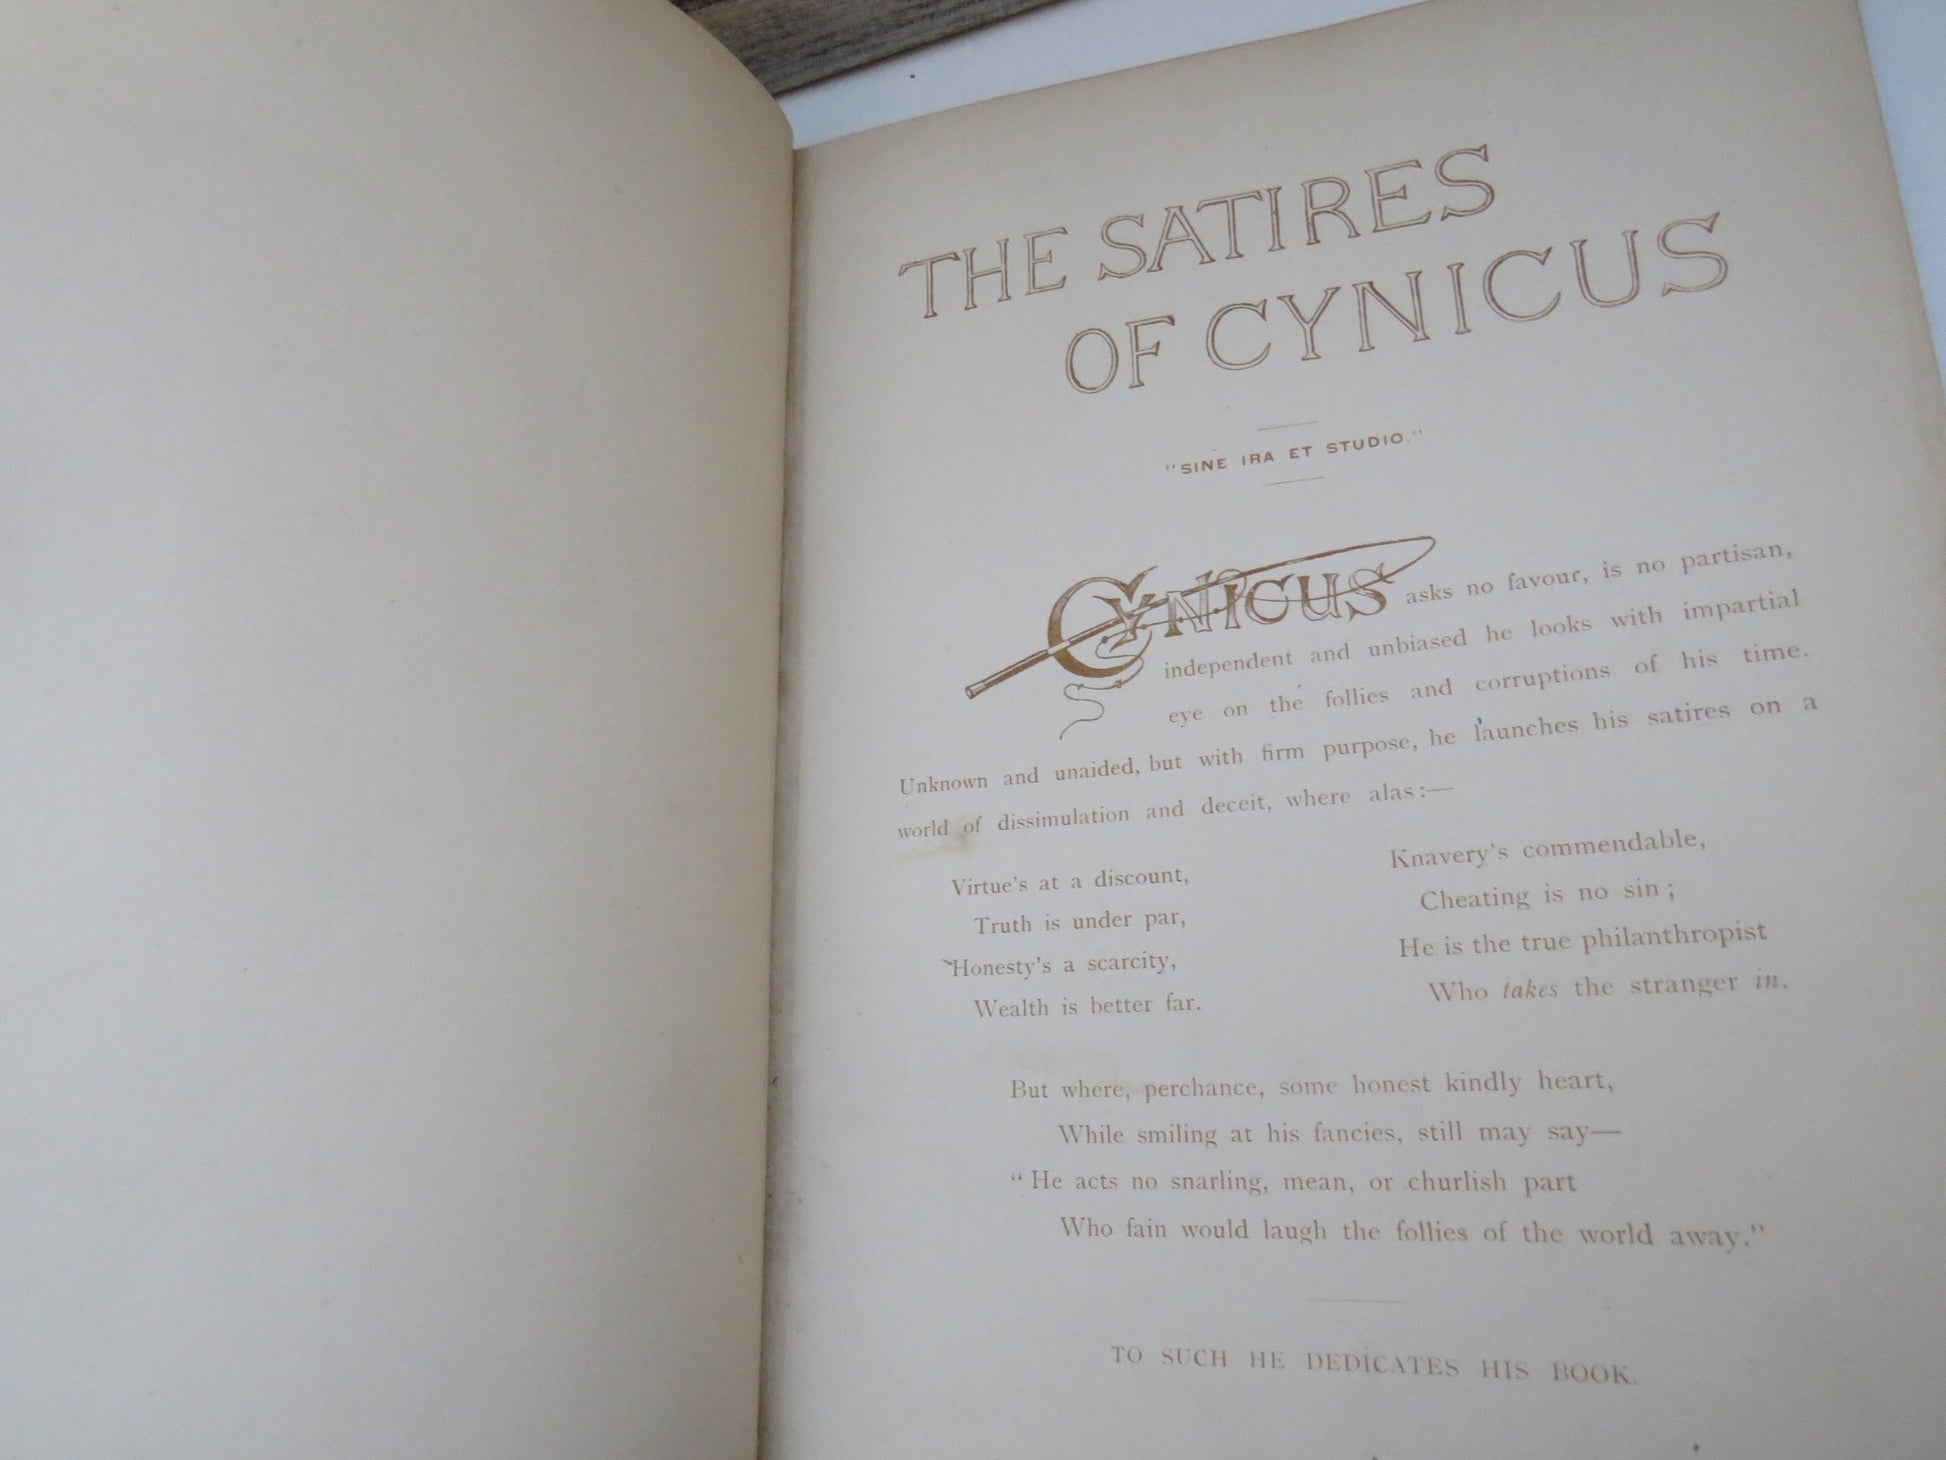 THE SATIRES
OF CYNICUS
"SINE IRA ET STUDIO."
CYNICUS asks no favour, is no partisan,
independent and unbiased he looks with impartial
eye on the follies and corruptions of his time.
Unknown and unaided, but with firm purpose, he launches his satires on a
world of dissimulation and deceit, where alas:—
Virtue's at a discount,
Truth is under par,
Honesty's a scarcity,
Wealth is better far.
Knavery's commendable,
Cheating is no sin;
He is the true philanthropist
Who takes the stranger in.
But where, perchance, some honest kindly heart,
While smiling at his fancies, still may say—
"He acts no snarling, mean, or churlish part
Who fain would laugh the follies of the world away."
TO SUCH HE DEDICATES HIS BOOK.